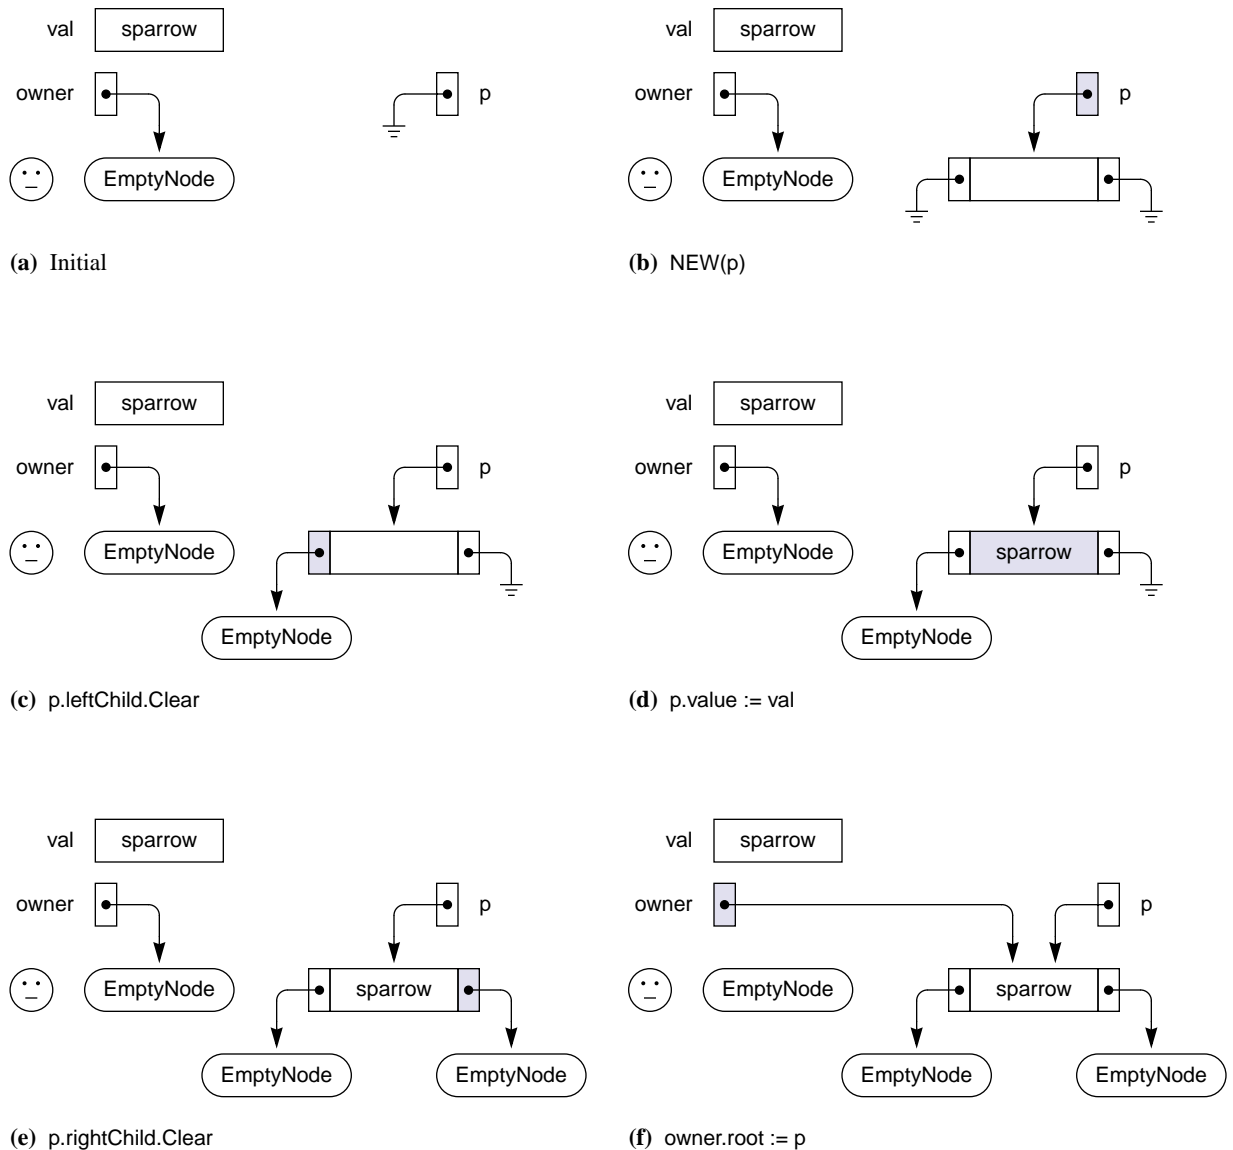 val sparrow
owner p
EmptyNode
(a) Initial
val sparrow
owner p
EmptyNode
(b) NEW(p)
val sparrow
owner p
EmptyNode
EmptyNode
(c) p.leftChild.Clear
val sparrow
owner p
EmptyNode sparrow
EmptyNode
(d) p.value := val
val sparrow
owner p
EmptyNode sparrow
EmptyNode EmptyNode
(e) p.rightChild.Clear
val sparrow
owner p
EmptyNode sparrow
EmptyNode EmptyNode
(f) owner.root := p